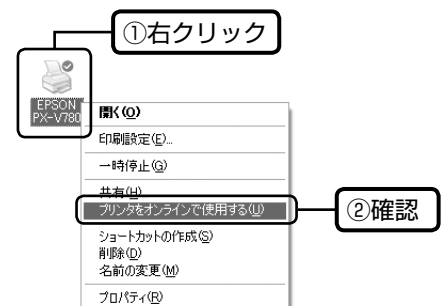 ①右クリック
EPSON
PX-V780
開く(O)
印刷設定(E)...
一時停止(G)
共有(H)
プリンタをオンラインで使用する(U)
②確認
ショートカットの作成(S)
削除(D)
名前の変更(M)
プロパティ(R)